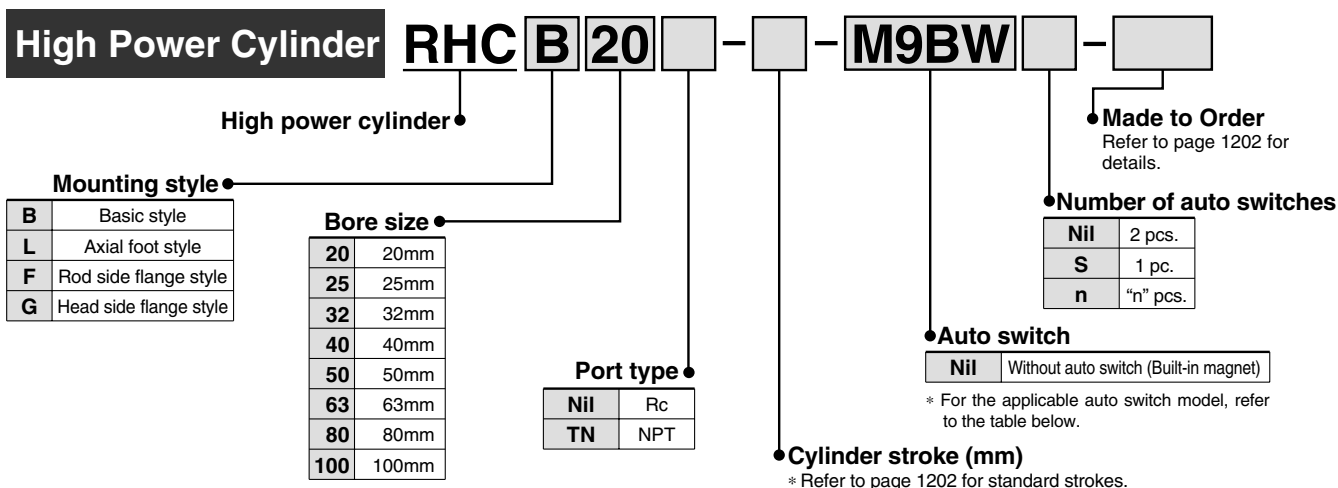 High Power Cylinder RHC B 20 – – M9BW –
High power cylinder
Made to Order
Refer to page 1202 for
details.
Mounting style
B Basic style
L Axial foot style
F Rod side flange style
G Head side flange style
Bore size
20 20mm
25 25mm
32 32mm
40 40mm
50 50mm
63 63mm
80 80mm
100 100mm
Port type
Nil Rc
TN NPT
Number of auto switches
Nil 2 pcs.
S 1 pc.
n “n” pcs.
Auto switch
Nil Without auto switch (Built-in magnet)
∗ For the applicable auto switch model, refer
to the table below.
Cylinder stroke (mm)
∗ Refer to page 1202 for standard strokes.